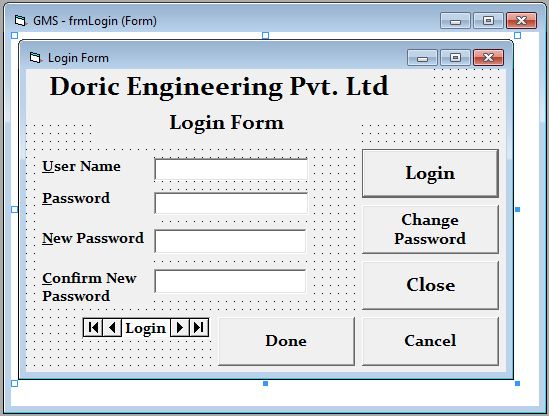 GMS - frmLogin (Form)
Login Form
Doric Engineering Pvt. Ltd
Login Form
User Name
Password
New Password
Confirm New
Password
Login
Change
Password
Close
Login
Done
Cancel